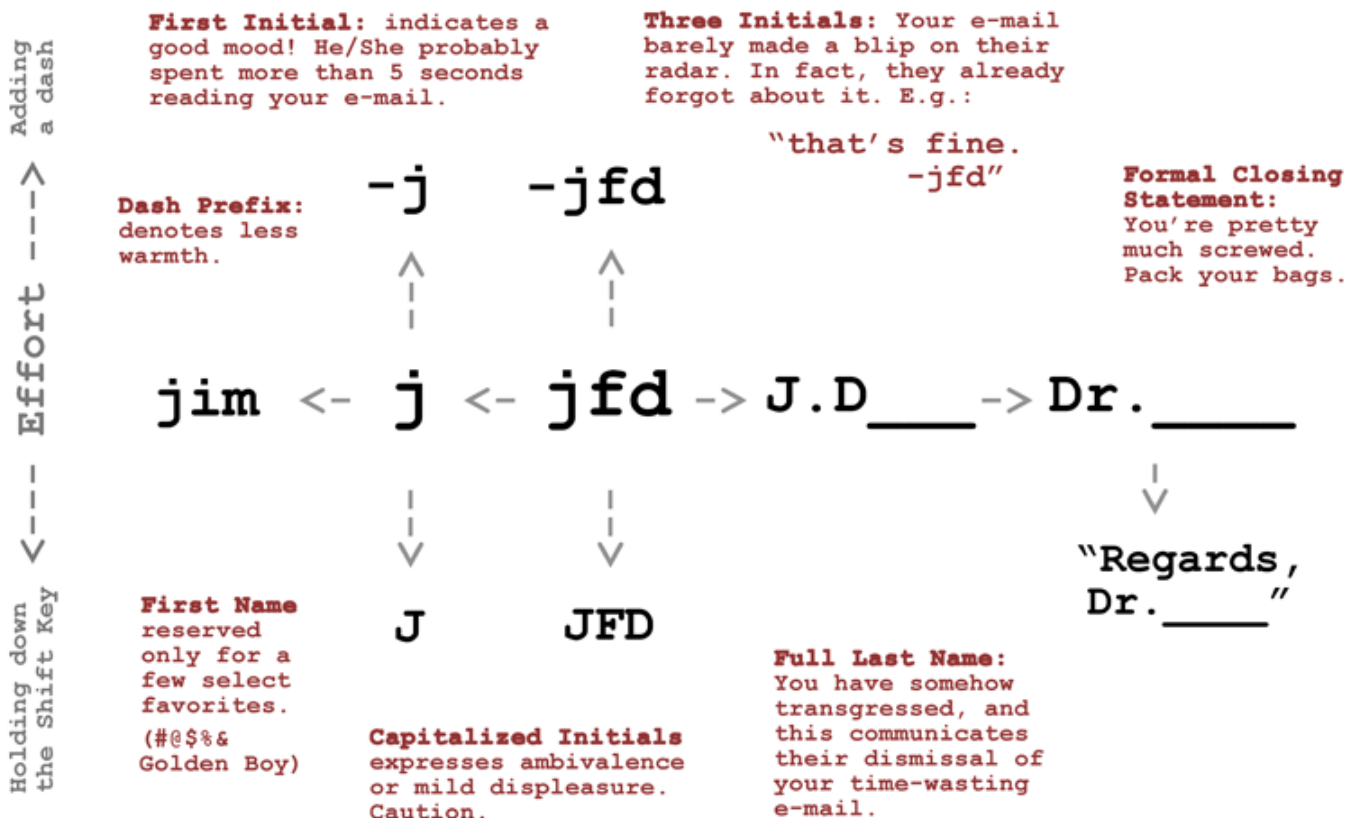 Adding
a dash
Effort
Holding down
the Shift Key
First Initial: indicates a
good mood! He/She probably
spent more than 5 seconds
reading your e-mail.
Three Initials: Your e-mail
barely made a blip on their
radar. In fact, they already
forgot about it. E.g.:
“that’s fine.
-jfd”
Dash Prefix:
denotes less
warmth.
-j
-jfd
Formal Closing
Statement:
You’re pretty
much screwed.
Pack your bags.
jim <- j <- jfd -> J.D___ -> Dr.____
J
JFD
“Regards,
Dr.____”
First Name
reserved
only for a
few select
favorites.
(#@$%&
Golden Boy)
Capitalized Initials
expresses ambivalence
or mild displeasure.
Caution.
Full Last Name:
You have somehow
transgressed, and
this communicates
their dismissal of
your time-wasting
e-mail.